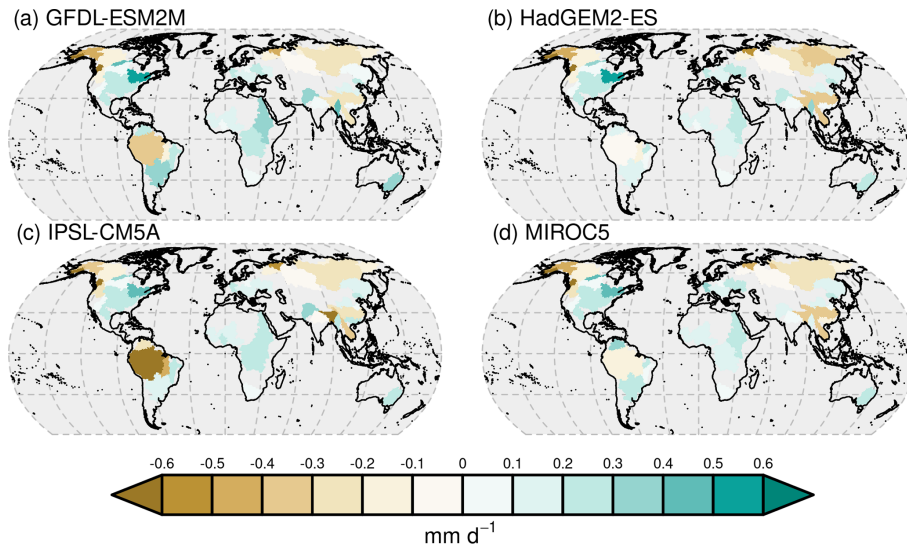 (a) GFDL-ESM2M
(b) HadGEM2-ES
(c) IPSL-CM5A
(d) MIROC5
-0.6 -0.5 -0.4 -0.3 -0.2 -0.1 0 0.1 0.2 0.3 0.4 0.5 0.6
mm d⁻¹